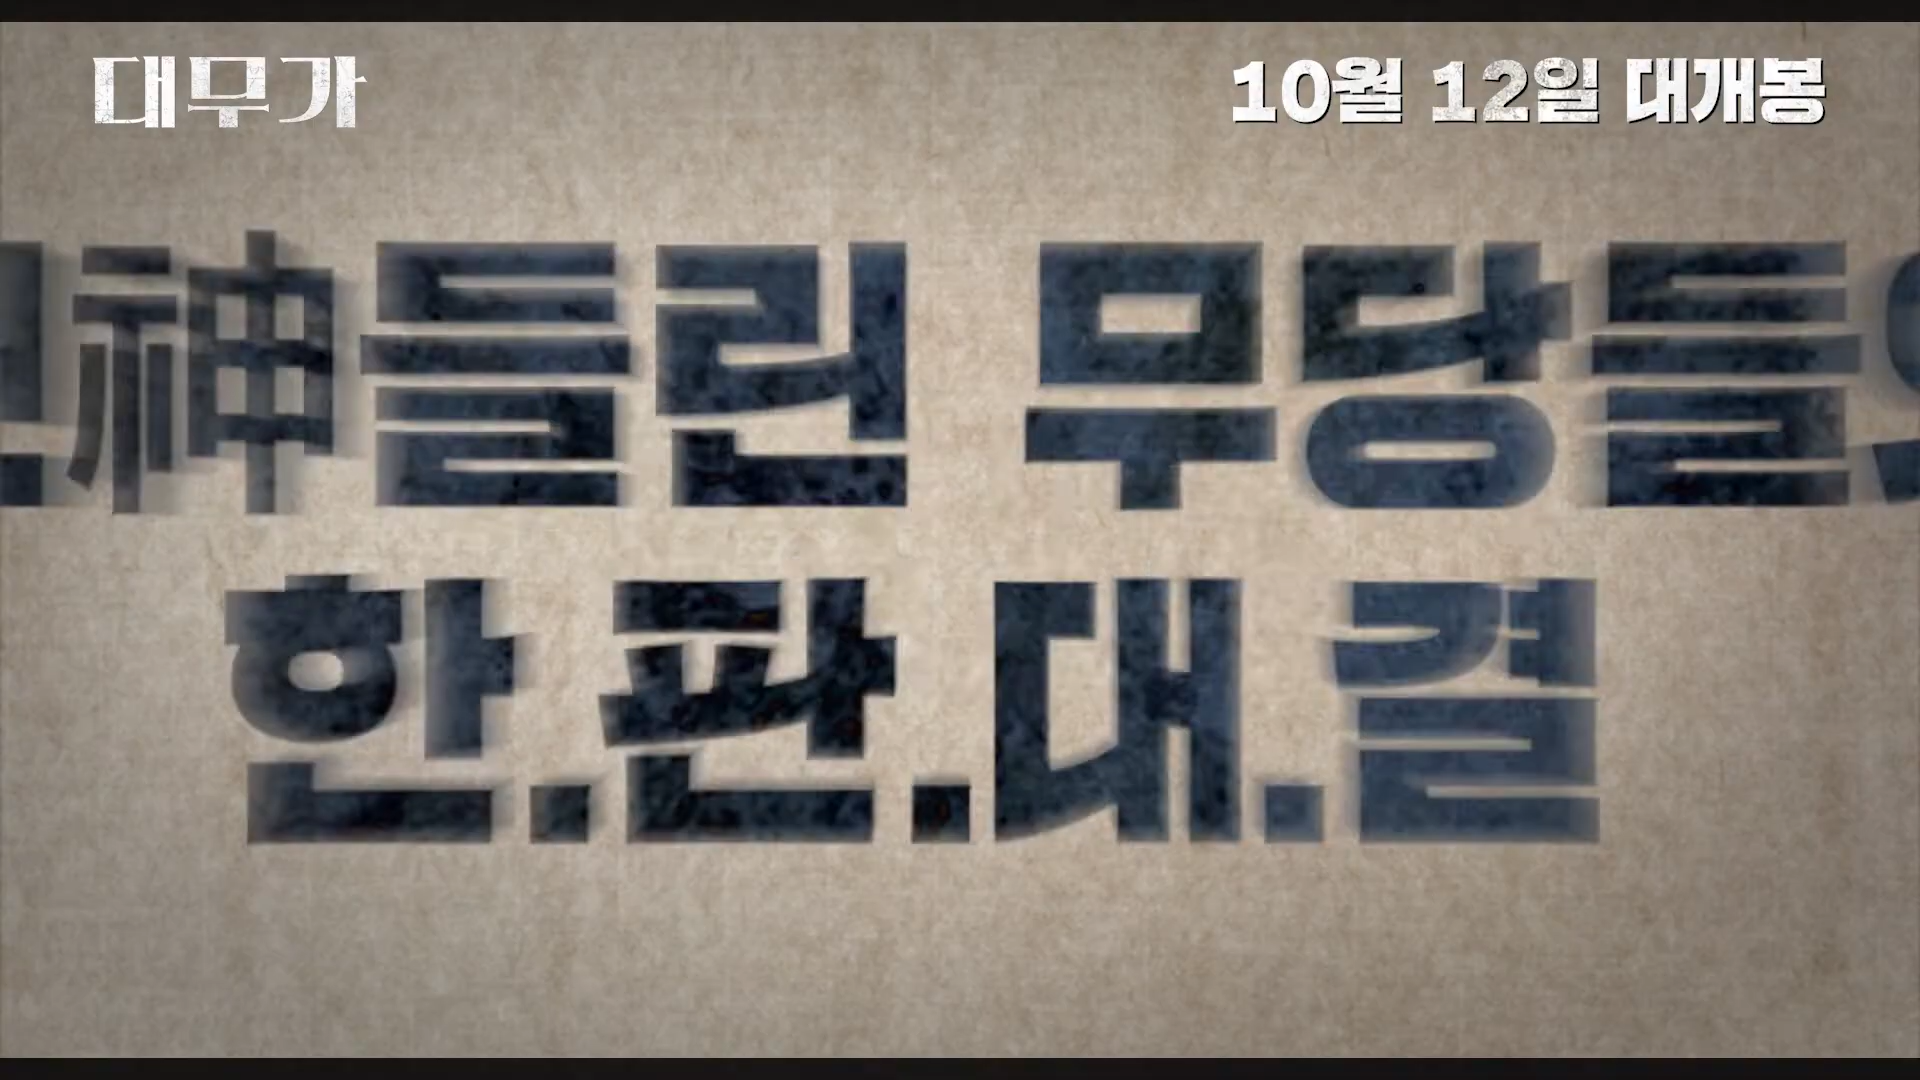 대무가
10월 12일 대개봉
神들린 무당들
한.판.대.결